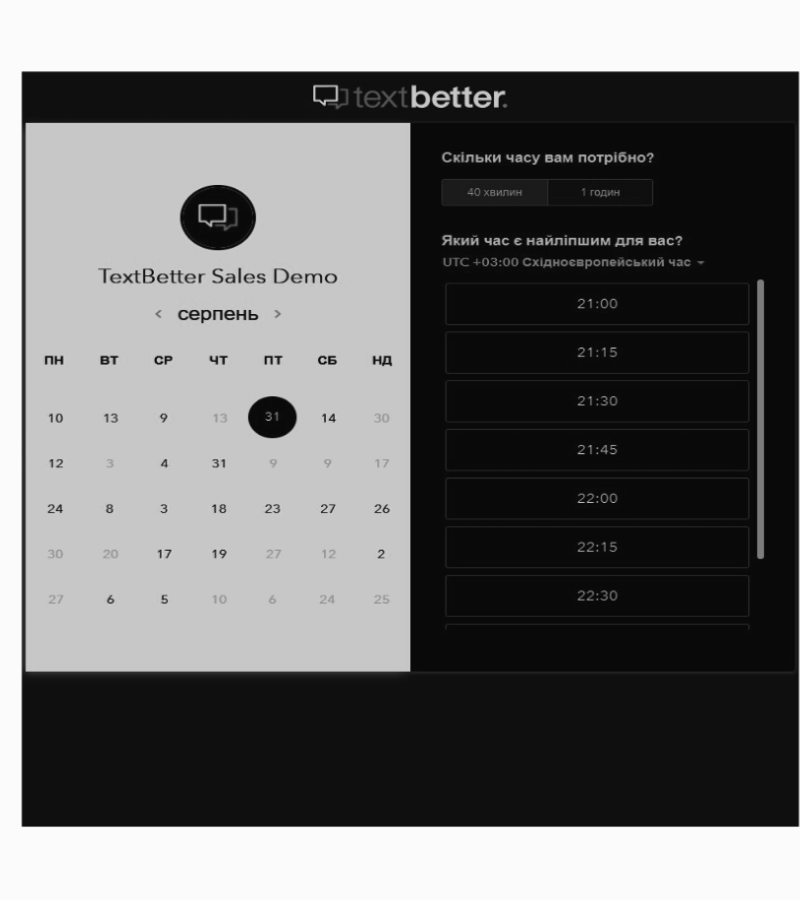 textbetter.
TextBetter Sales Demo
< серпень >
ПН ВТ СР ЧТ ПТ СБ НД
10 13 9 13 31 14 30
12 3 4 31 9 9 17
24 8 3 18 23 27 26
30 20 17 19 27 12 2
27 6 5 10 6 24 25
Скільки часу вам потрібно?
40 хвилин 1 годин
Який час є найліпшим для вас?
UTC +03:00 Східноєвропейський час
21:00
21:15
21:30
21:45
22:00
22:15
22:30